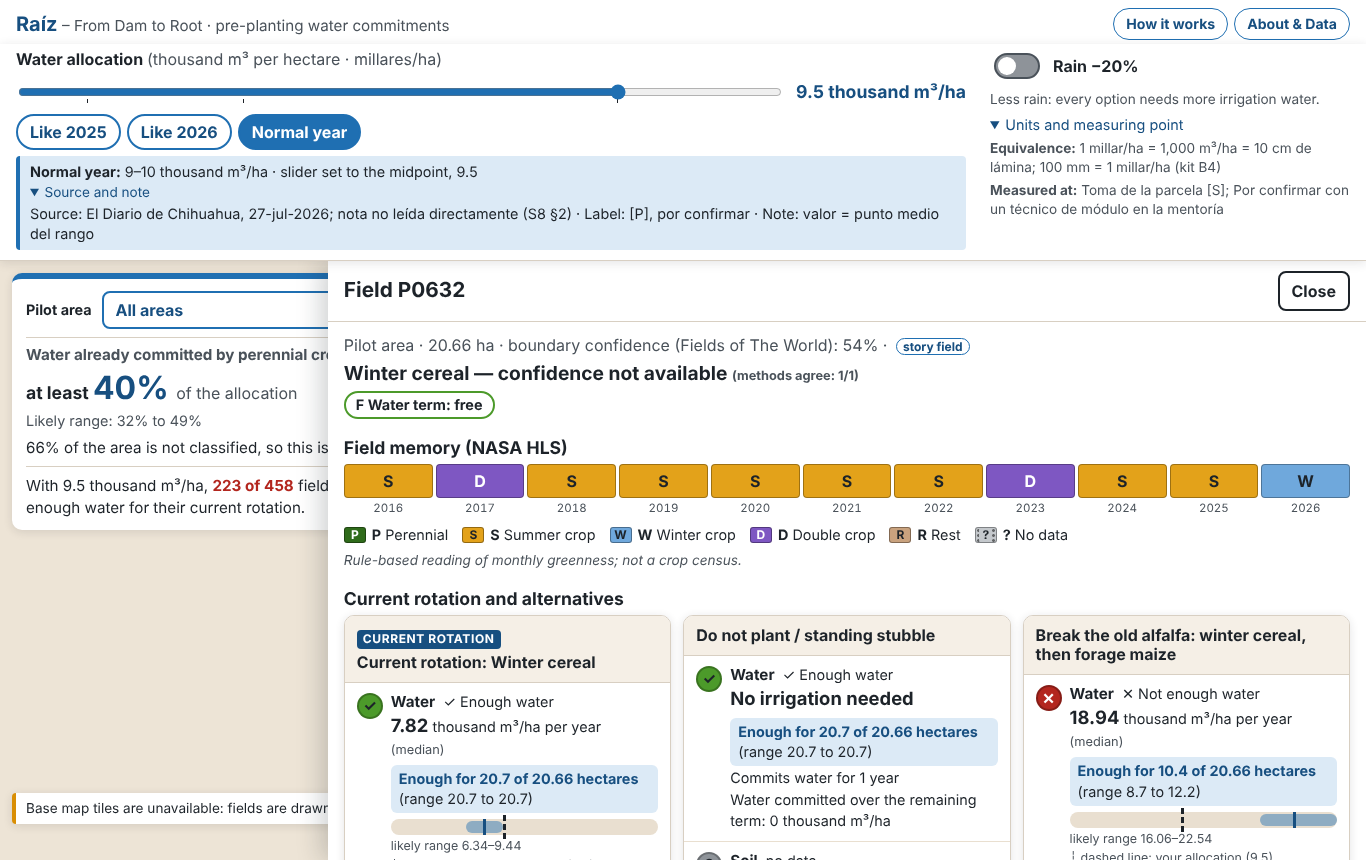 Raíz – From Dam to Root · pre-planting water commitments
How it works
About & Data
Water allocation (thousand m³ per hectare · millares/ha)
9.5 thousand m³/ha
Like 2025
Like 2026
Normal year
Normal year: 9–10 thousand m³/ha · slider set to the midpoint, 9.5
▼ Source and note
Source: El Diario de Chihuahua, 27-jul-2026; nota no leída directamente (S8 §2) · Label: [P], por confirmar · Note: valor = punto medio
del rango
Rain −20%
Less rain: every option needs more irrigation water.
▼ Units and measuring point
Equivalence: 1 millar/ha = 1,000 m³/ha = 10 cm de
lámina; 100 mm = 1 millar/ha (kit B4)
Measured at: Toma de la parcela [S]; Por confirmar con
un técnico de módulo en la mentoría
Pilot area
All areas
Water already committed by perennial cr
at least 40% of the allocation
Likely range: 32% to 49%
66% of the area is not classified, so this is
With 9.5 thousand m³/ha, 223 of 458 field
enough water for their current rotation.
Base map tiles are unavailable: fields are drawn
Field P0632
Close
Pilot area · 20.66 ha · boundary confidence (Fields of The World): 54% · story field
Winter cereal — confidence not available (methods agree: 1/1)
F Water term: free
Field memory (NASA HLS)
S D S S S S S D S S W
2016 2017 2018 2019 2020 2021 2022 2023 2024 2025 2026
P P Perennial S S Summer crop W W Winter crop D D Double crop R R Rest ? ? No data
Rule-based reading of monthly greenness; not a crop census.
Current rotation and alternatives
CURRENT ROTATION
Current rotation: Winter cereal
Water ✓ Enough water
7.82 thousand m³/ha per year
(median)
Enough for 20.7 of 20.66 hectares
(range 20.7 to 20.7)
likely range 6.34–9.44
Do not plant / standing stubble
Water ✓ Enough water
No irrigation needed
Enough for 20.7 of 20.66 hectares
(range 20.7 to 20.7)
Commits water for 1 year
Water committed over the remaining
term: 0 thousand m³/ha
Soil no data
Break the old alfalfa: winter cereal,
then forage maize
Water ✕ Not enough water
18.94 thousand m³/ha per year
(median)
Enough for 10.4 of 20.66 hectares
(range 8.7 to 12.2)
likely range 16.06–22.54
¦ dashed line: your allocation (9.5)